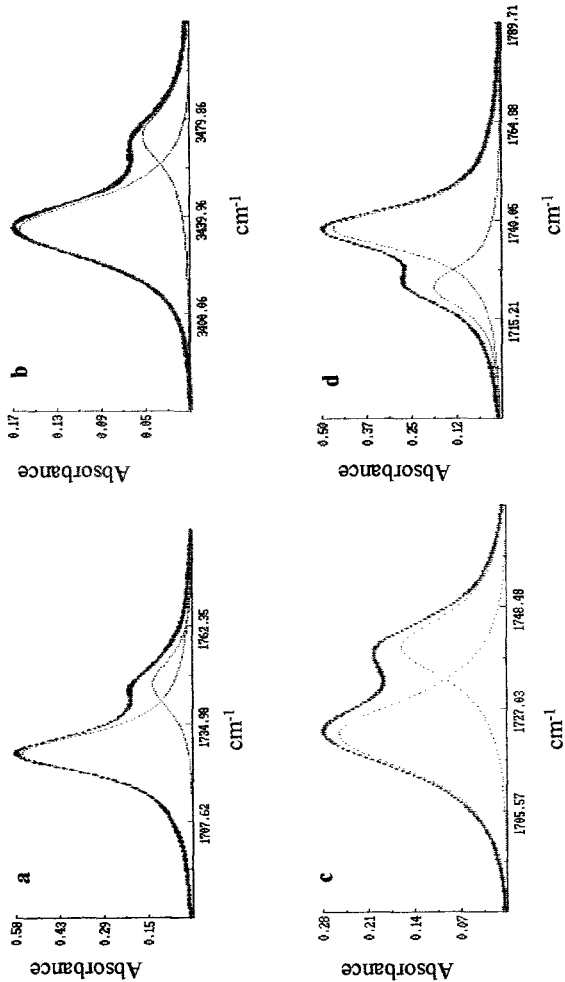 a
Absorbance
0.58
0.43
0.29
0.15
1707.62
1734.98
1762.35
cm⁻¹
b
Absorbance
0.17
0.13
0.09
0.05
3400.06
3439.96
3479.86
cm⁻¹
c
Absorbance
0.28
0.21
0.14
0.07
1705.57
1727.03
1748.48
cm⁻¹
d
Absorbance
0.50
0.37
0.25
0.12
1715.21
1740.05
1764.88
1789.71
cm⁻¹